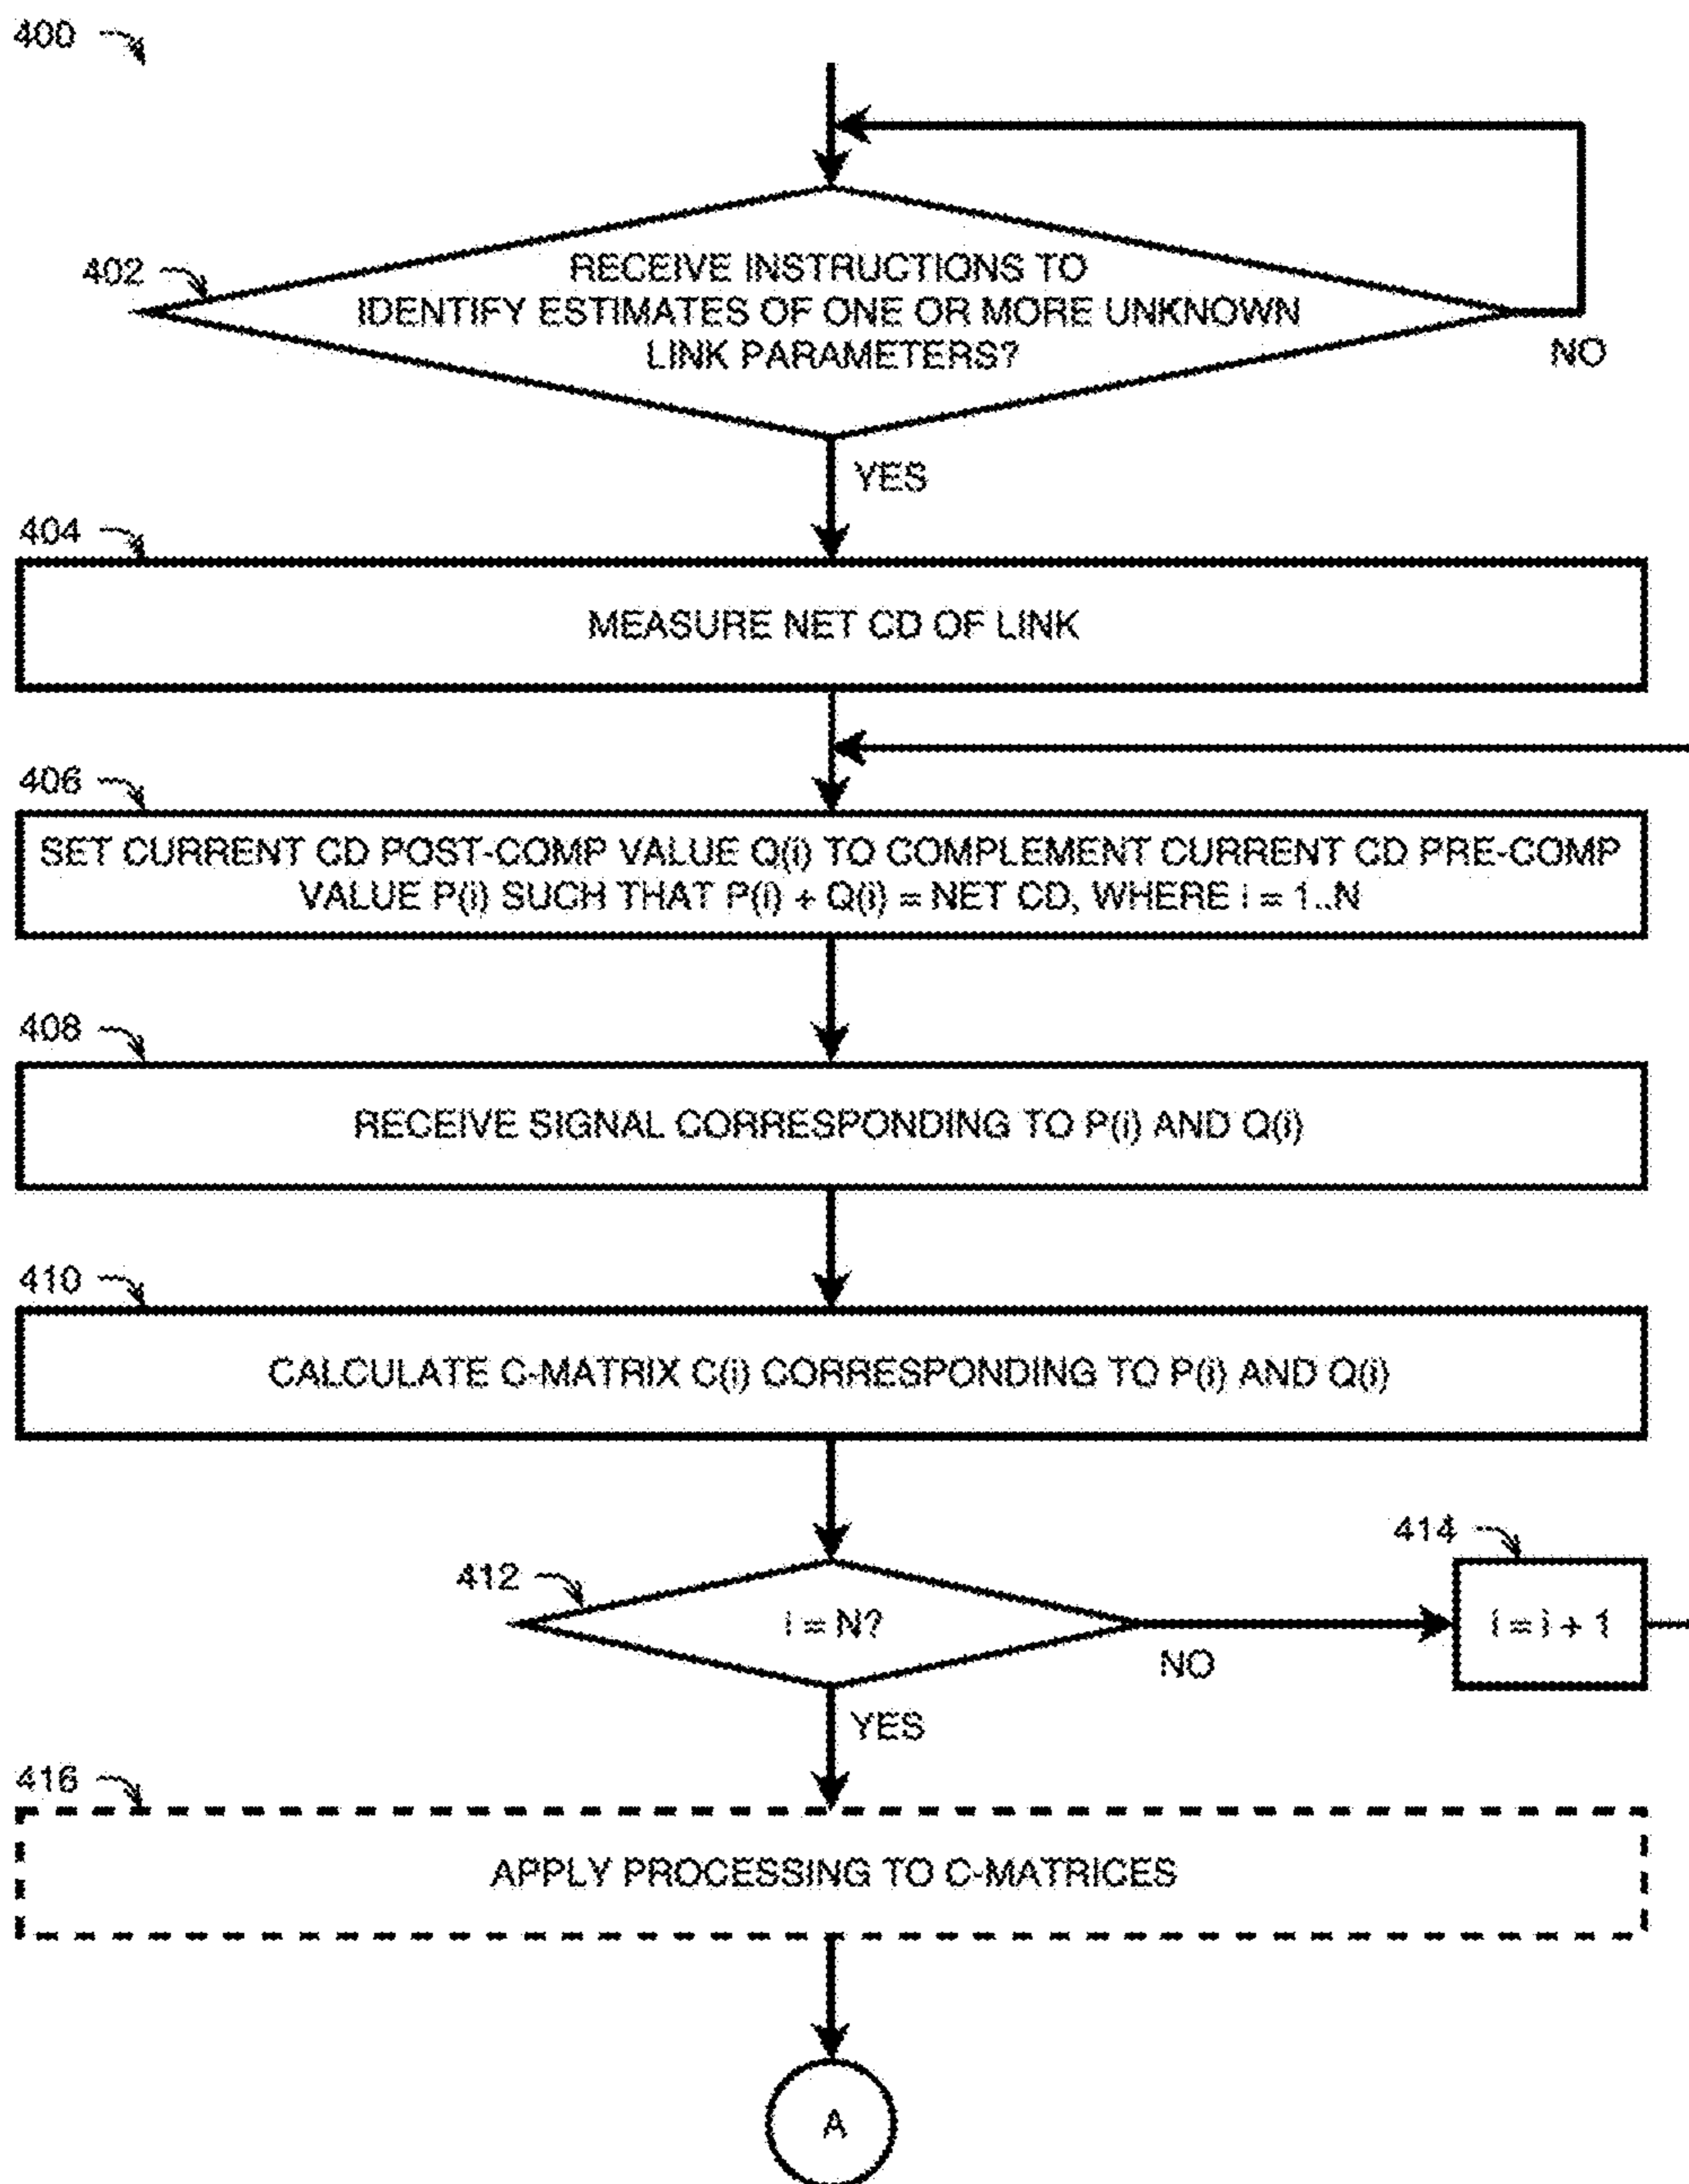 400
402
RECEIVE INSTRUCTIONS TO
IDENTIFY ESTIMATES OF ONE OR MORE UNKNOWN
LINK PARAMETERS?
NO
YES
404
MEASURE NET CD OF LINK
406
SET CURRENT CD POST-COMP VALUE Q(i) TO COMPLEMENT CURRENT CD PRE-COMP
VALUE P(i) SUCH THAT P(i) + Q(i) = NET CD, WHERE i = 1..N
408
RECEIVE SIGNAL CORRESPONDING TO P(i) AND Q(i)
410
CALCULATE C-MATRIX C(i) CORRESPONDING TO P(i) AND Q(i)
412
i = N?
NO
414
i = i + 1
YES
416
APPLY PROCESSING TO C-MATRICES
A